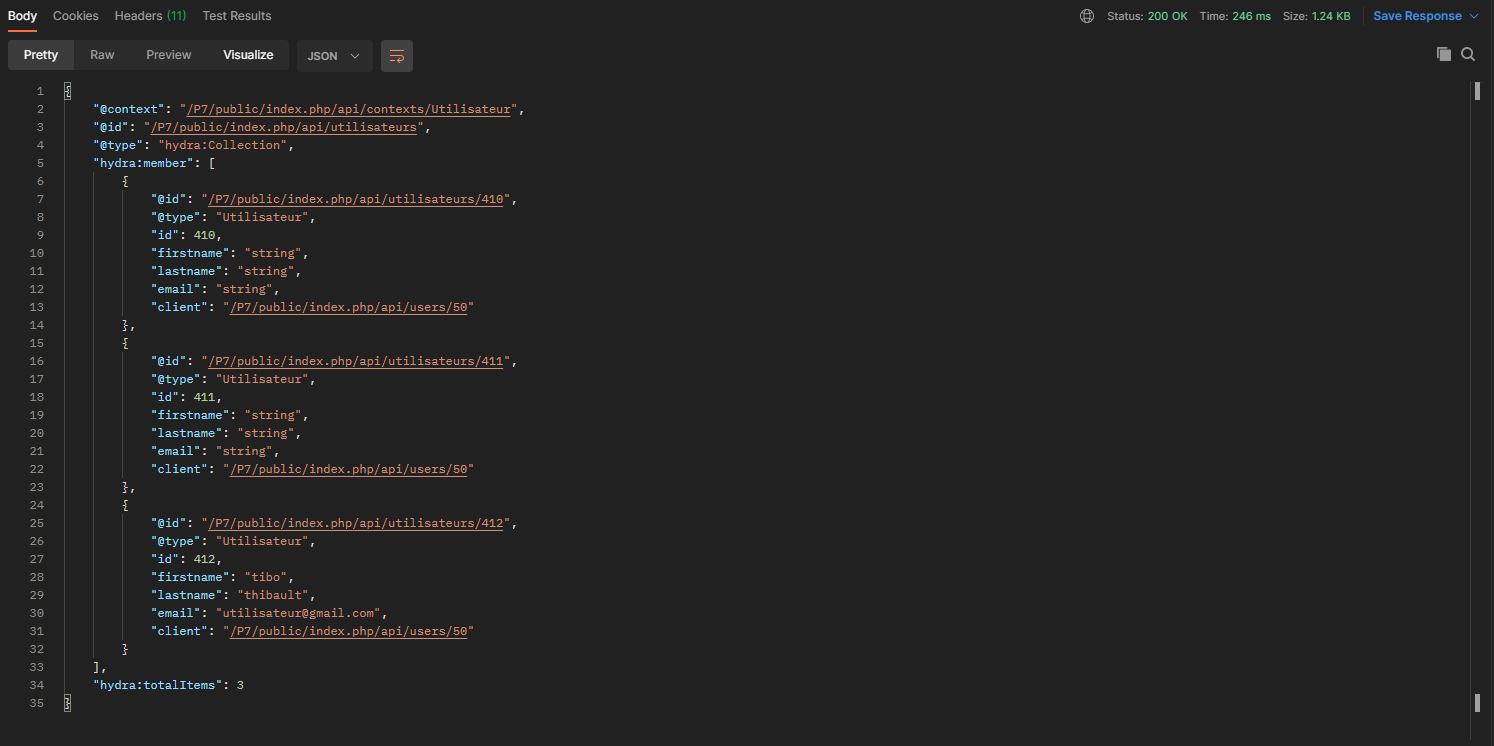 Body Cookies Headers (11) Test Results Status: 200 OK Time: 246 ms Size: 1.24 KB Save Response
Pretty Raw Preview Visualize JSON
1 {
2 "@context": "/P7/public/index.php/api/contexts/Utilisateur",
3 "@id": "/P7/public/index.php/api/utilisateurs",
4 "@type": "hydra:Collection",
5 "hydra:member": [
6 {
7 "@id": "/P7/public/index.php/api/utilisateurs/410",
8 "@type": "Utilisateur",
9 "id": 410,
10 "firstname": "string",
11 "lastname": "string",
12 "email": "string",
13 "client": "/P7/public/index.php/api/users/50"
14 },
15 {
16 "@id": "/P7/public/index.php/api/utilisateurs/411",
17 "@type": "Utilisateur",
18 "id": 411,
19 "firstname": "string",
20 "lastname": "string",
21 "email": "string",
22 "client": "/P7/public/index.php/api/users/50"
23 },
24 {
25 "@id": "/P7/public/index.php/api/utilisateurs/412",
26 "@type": "Utilisateur",
27 "id": 412,
28 "firstname": "tibo",
29 "lastname": "thibault",
30 "email": "utilisateur@gmail.com",
31 "client": "/P7/public/index.php/api/users/50"
32 }
33 ],
34 "hydra:totalItems": 3
35 }